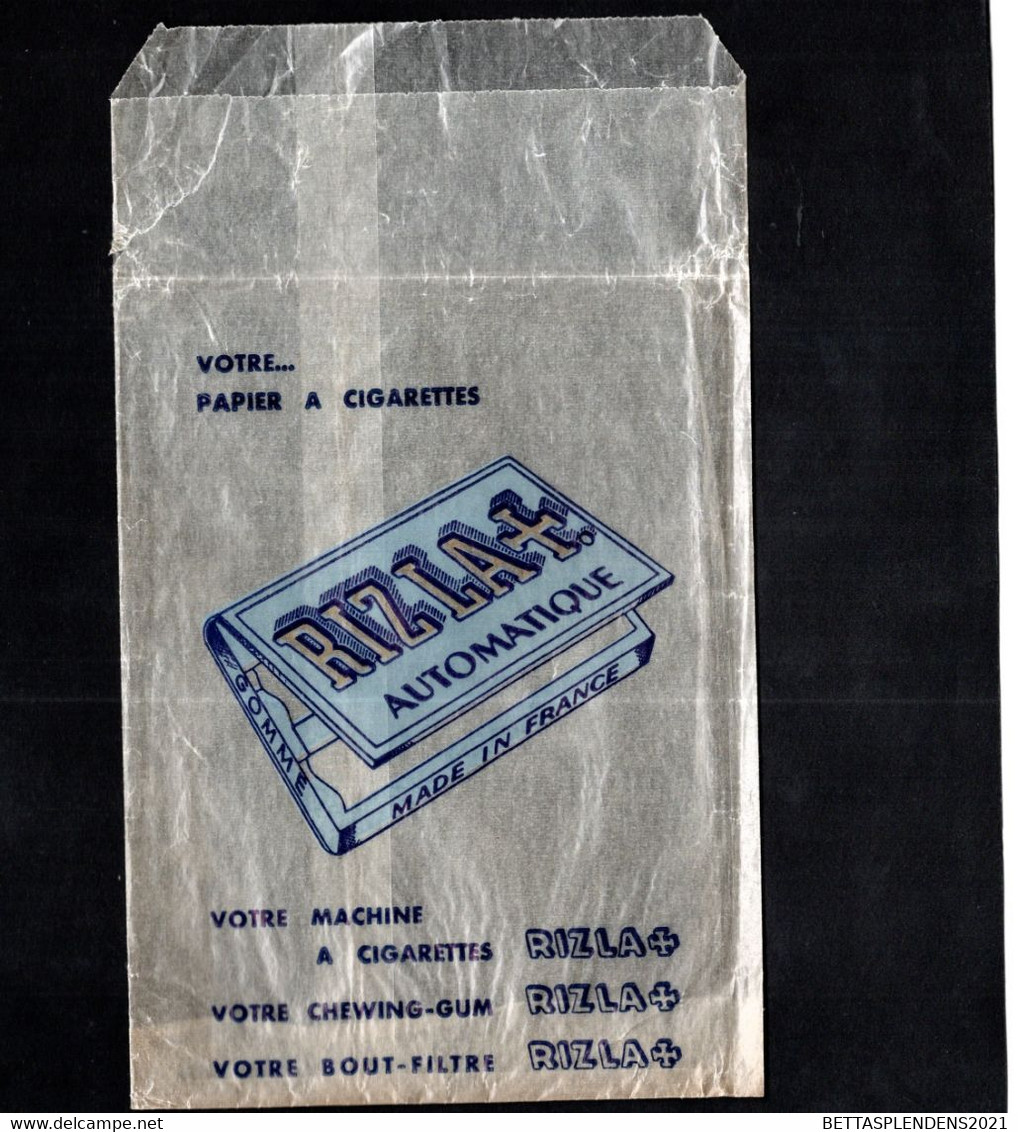 VOTRE...
PAPIER A CIGARETTES
RIZLA+.
AUTOMATIQUE
GOMMÉ
MADE IN FRANCE
VOTRE MACHINE
A CIGARETTES RIZLA+
VOTRE CHEWING-GUM RIZLA+
VOTRE BOUT-FILTRE RIZLA+
delcampe.net
BETTASPLENDENS2021